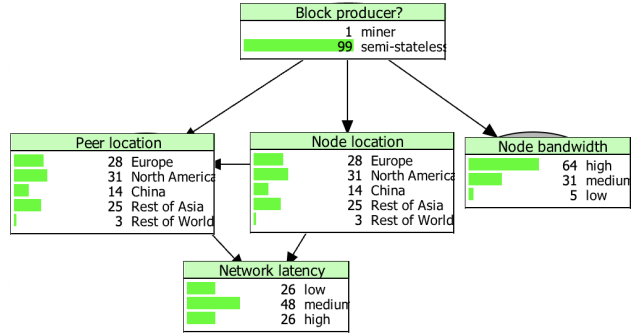 Block producer?
1 miner
99 semi-stateless
Peer location
28 Europe
31 North America
14 China
25 Rest of Asia
3 Rest of World
Node location
28 Europe
31 North America
14 China
25 Rest of Asia
3 Rest of World
Node bandwidth
64 high
31 medium
5 low
Network latency
26 low
48 medium
26 high